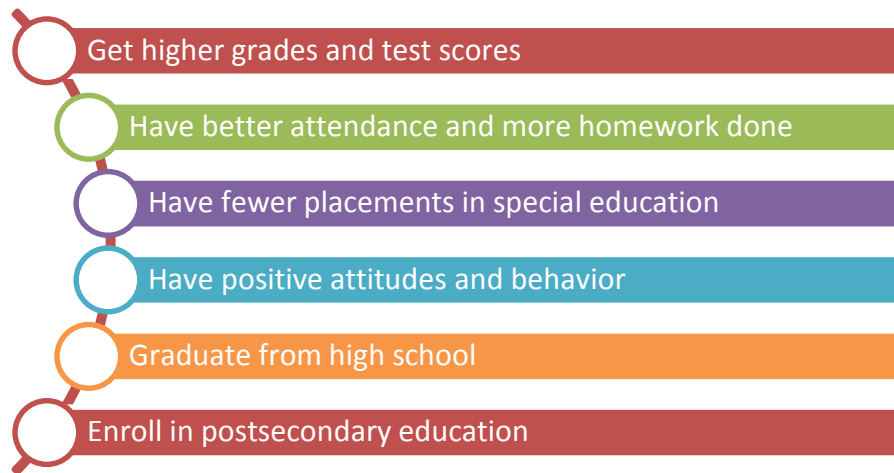 Get higher grades and test scores
Have better attendance and more homework done
Have fewer placements in special education
Have positive attitudes and behavior
Graduate from high school
Enroll in postsecondary education